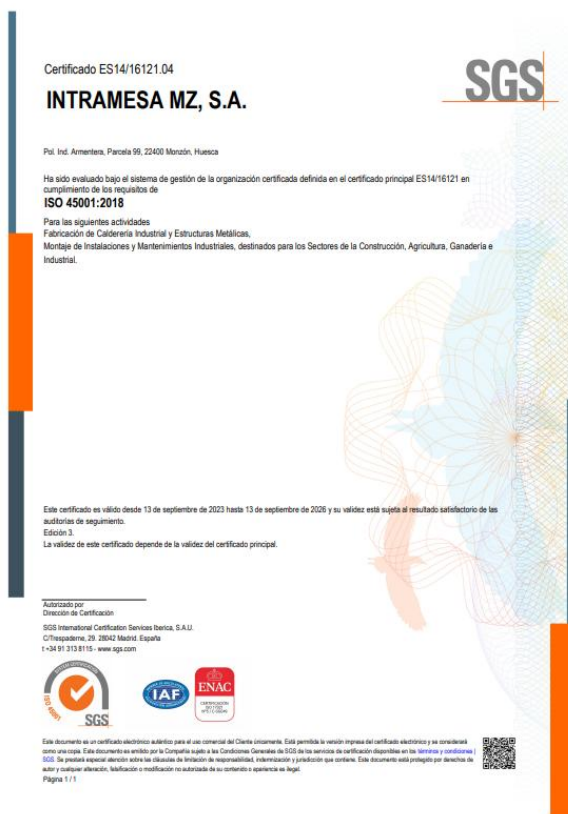 Certificado ES14/16121.04
SGS
INTRAMESA MZ, S.A.
Pol. Ind. Armentera, Parcela 99, 22400 Monzón, Huesca
Ha sido evaluado bajo el sistema de gestión de la organización certificada definida en el certificado principal ES14/16121 en
cumplimiento de los requisitos de
ISO 45001:2018
Para las siguientes actividades
Fabricación de Calderería Industrial y Estructuras Metálicas,
Montaje de Instalaciones y Mantenimientos Industriales, destinados para los Sectores de la Construcción, Agricultura, Ganadería e
Industrial.
Este certificado es válido desde 13 de septiembre de 2023 hasta 13 de septiembre de 2026 y su validez está sujeta al resultado satisfactorio de las
auditorías de seguimiento.
Edición 3.
La validez de este certificado depende de la validez del certificado principal.
Autorizado por
Dirección de Certificación
SGS International Certification Services Iberica, S.A.U.
C/Trespaderne, 29. 28042 Madrid. España
t +34 91 313 8115 - www.sgs.com
ISO 45001
SGS
IAF
ENAC
CERTIFICACIÓN
Este documento es un certificado electrónico auténtico para el uso comercial del Cliente únicamente. Está permitida la versión impresa del certificado electrónico y se considerará
como una copia. Este documento es emitido por la Compañía sujeto a las Condiciones Generales de SGS de los servicios de certificación disponibles en los términos y condiciones |
SGS. Se prestará especial atención sobre las cláusulas de limitación de responsabilidad, indemnización y jurisdicción que contiene. Este documento está protegido por derechos de
autor y cualquier alteración, falsificación o modificación no autorizada de su contenido o apariencia es ilegal.
Página 1 / 1